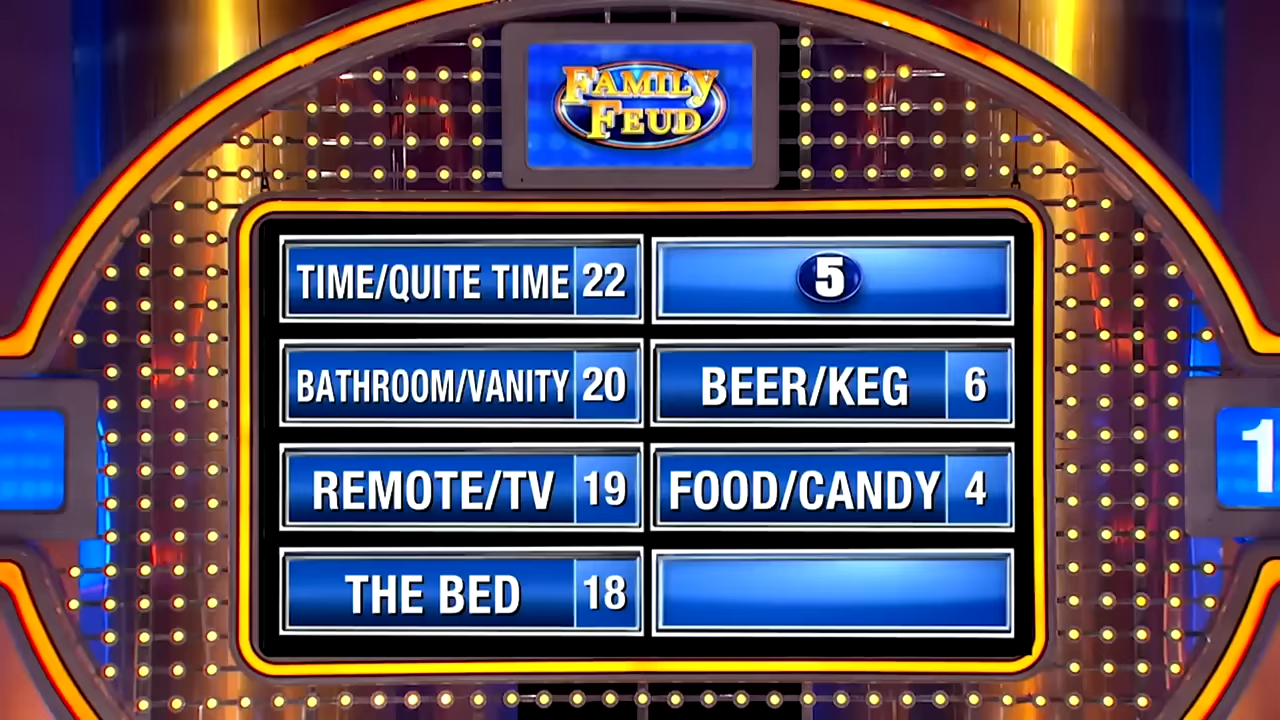 FAMILY
FEUD
TIME/QUITE TIME 22
BATHROOM/VANITY 20
REMOTE/TV 19
THE BED 18
5
BEER/KEG 6
FOOD/CANDY 4
1